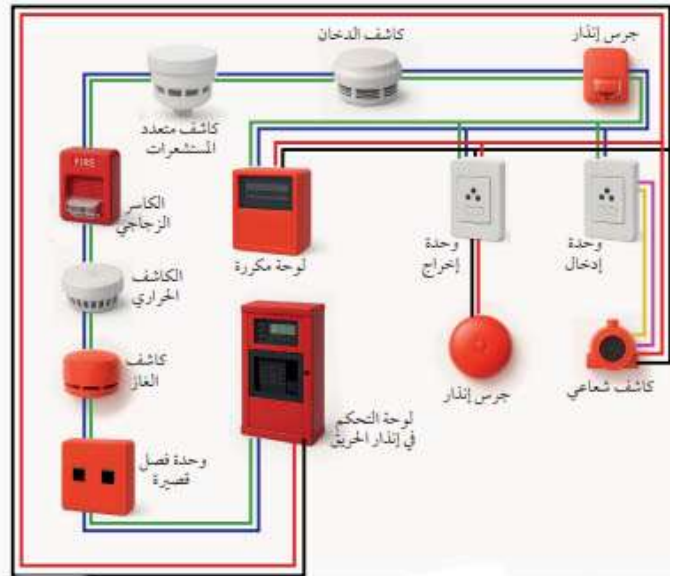 جرس إنذار
كاشف الدخان
كاشف متعدد
المستشعرات
FIRE
الكاسر
الزجاجي
لوحة مكررة
وحدة
إخراج
وحدة
إدخال
الكاشف
الحراري
كاشف
الغاز
جرس إنذار
كاشف شعاعي
لوحة التحكم
في إنذار الحريق
وحدة فصل
قصيرة